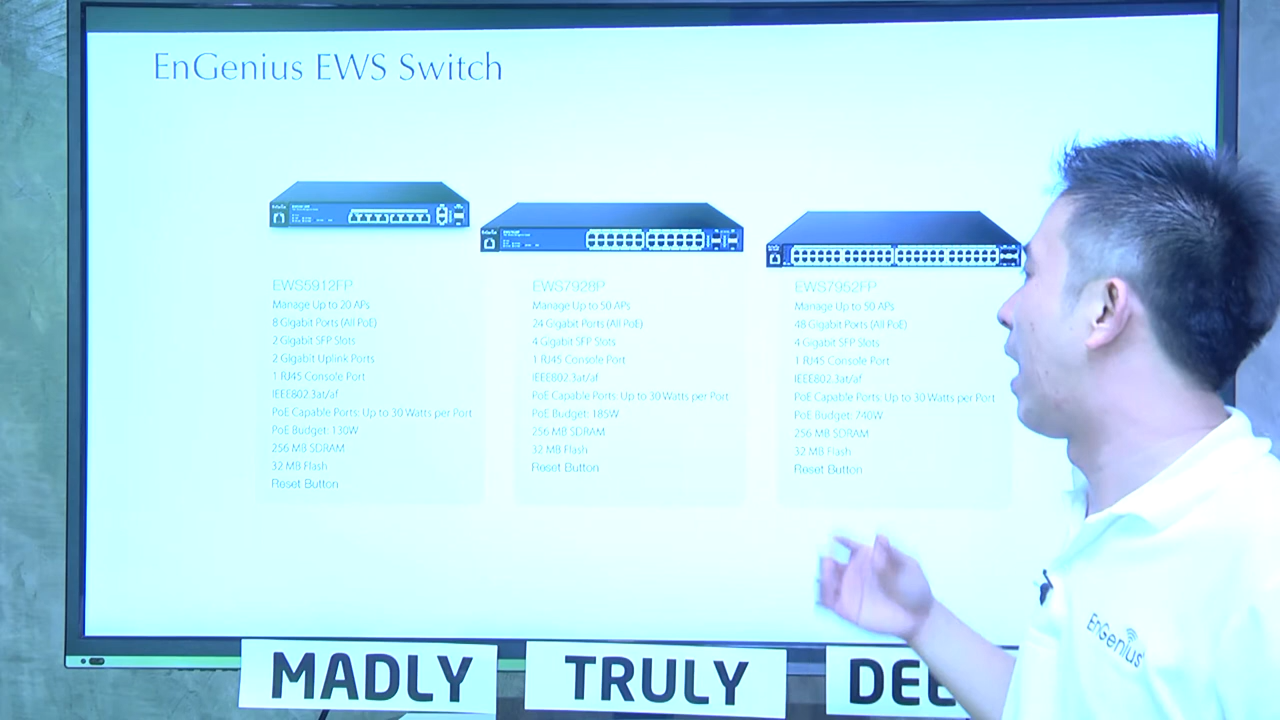 EnGenius EWS Switch
EWS5912FP
Manage Up to 20 APs
8 Gigabit Ports (All PoE)
2 Gigabit SFP Slots
2 Gigabit Uplink Ports
1 RJ45 Console Port
IEEE802.3at/af
PoE Capable Ports: Up to 30 Watts per Port
PoE Budget: 130W
256 MB SDRAM
32 MB Flash
Reset Button
EWS7928P
Manage Up to 50 APs
24 Gigabit Ports (All PoE)
4 Gigabit SFP Slots
1 RJ45 Console Port
IEEE802.3at/af
PoE Capable Ports: Up to 30 Watts per Port
PoE Budget: 185W
256 MB SDRAM
32 MB Flash
Reset Button
EWS7952FP
Manage Up to 50 APs
48 Gigabit Ports (All PoE)
4 Gigabit SFP Slots
1 RJ45 Console Port
IEEE802.3at/af
PoE Capable Ports: Up to 30 Watts per Port
PoE Budget: 740W
256 MB SDRAM
32 MB Flash
Reset Button
EnGenius
MADLY
TRULY